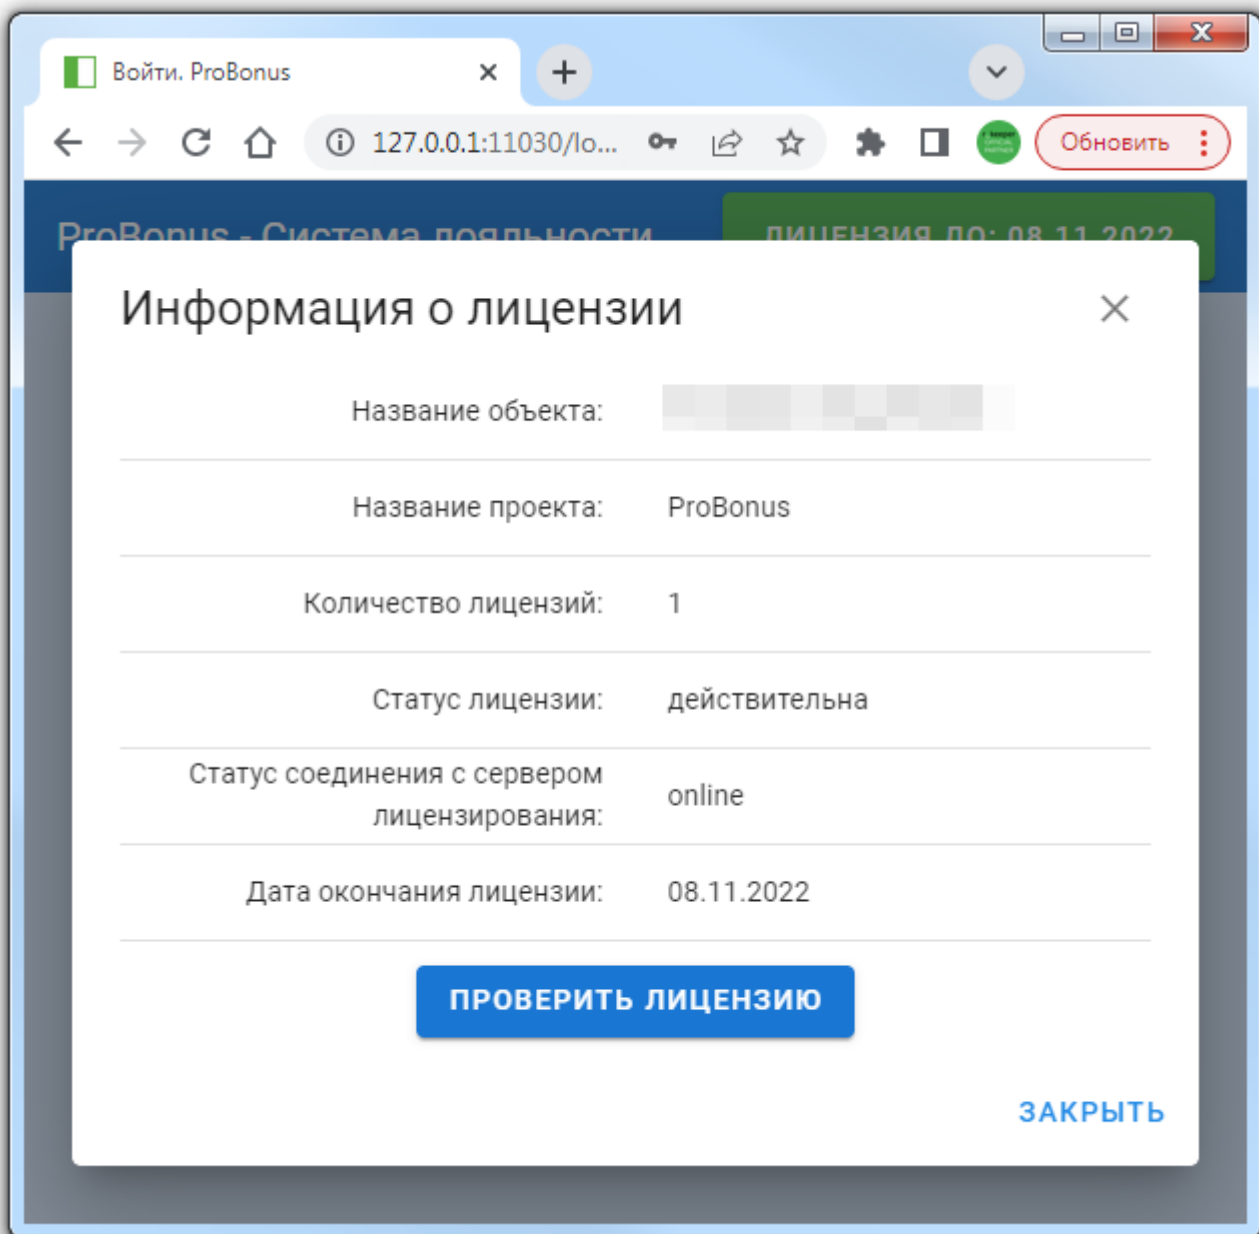 Войти. ProBonus
127.0.0.1:11030/lo...
Обновить
ProBonus - Система лояльности
ЛИЦЕНЗИЯ ДО: 08.11.2022
Информация о лицензии
Название объекта:
Название проекта: ProBonus
Количество лицензий: 1
Статус лицензии: действительна
Статус соединения с сервером
лицензирования: online
Дата окончания лицензии: 08.11.2022
ПРОВЕРИТЬ ЛИЦЕНЗИЮ
ЗАКРЫТЬ